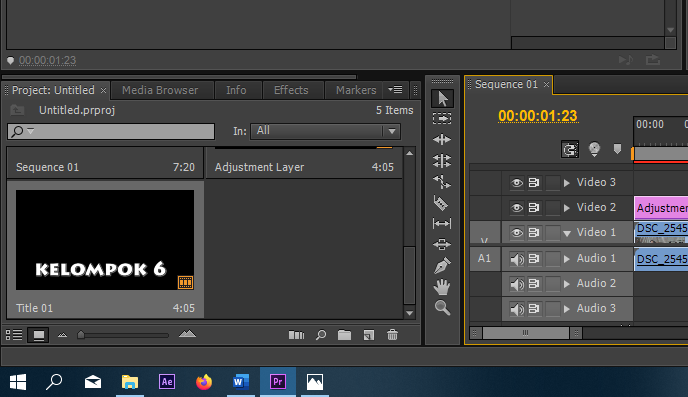 00:00:01:23
Project: Untitled × Media Browser Info Effects Markers
Untitled.prproj 5 Items
In: All
Sequence 01 7:20 Adjustment Layer 4:05
KELOMPOK 6
Title 01 4:05
Sequence 01 ×
00:00:01:23
00:00
Video 3
Video 2 Adjustmen
V Video 1 DSC_2545
A1 Audio 1 DSC_2545
Audio 2
Audio 3
Ae W Pr